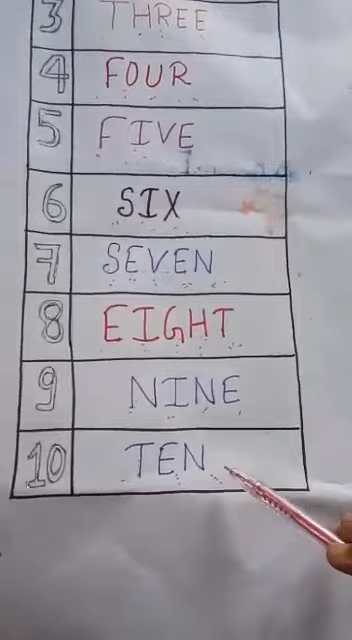 3 THREE
4 FOUR
5 FIVE
6 SIX
7 SEVEN
8 EIGHT
9 NINE
10 TEN